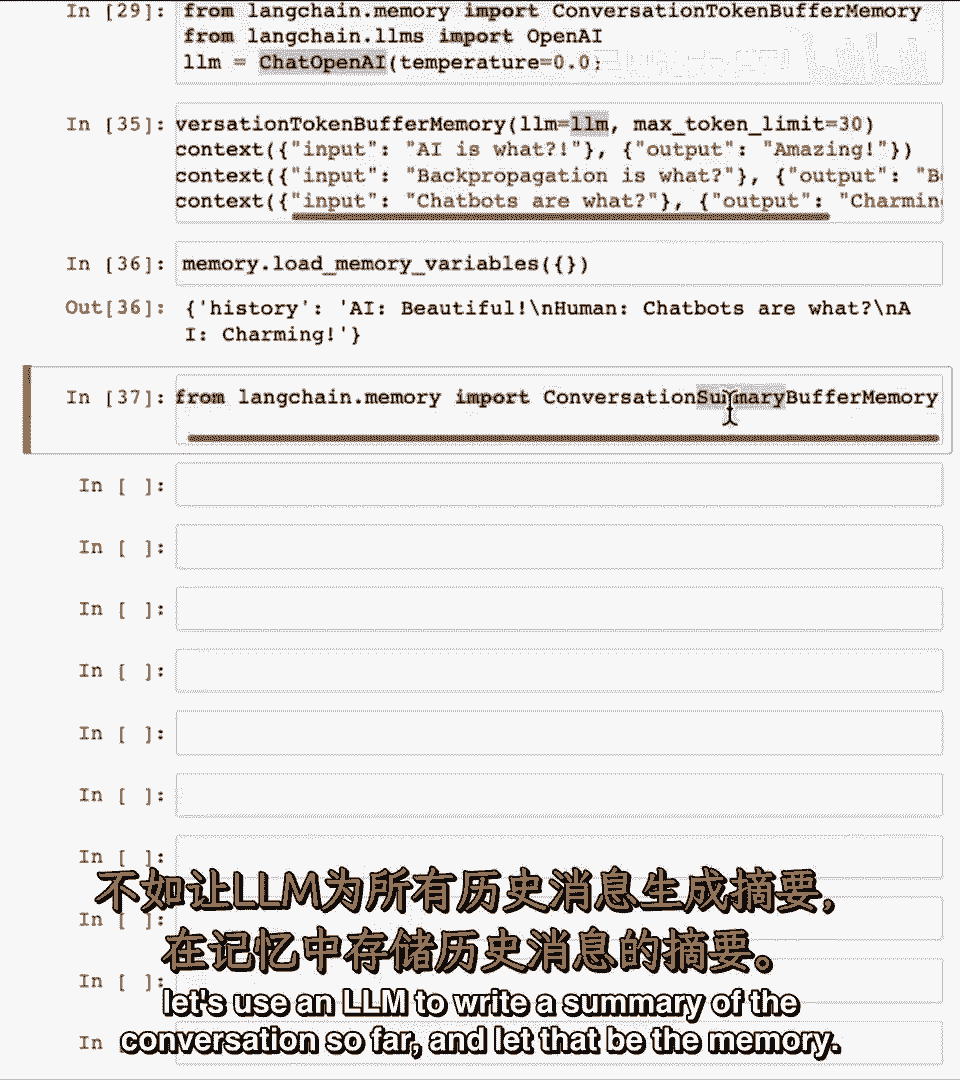 In [29]: from langchain.memory import ConversationTokenBufferMemory
from langchain.llms import OpenAI
llm = ChatOpenAI(temperature=0.0;
In [35]: versationTokenBufferMemory(llm=llm, max_token_limit=30)
context({"input": "AI is what?!"}, {"output": "Amazing!"})
context({"input": "Backpropagation is what?"}, {"output": "B
context({"input": "Chatbots are what?"}, {"output": "Charmin
In [36]: memory.load_memory_variables({})
Out[36]: {'history': 'AI: Beautiful!\nHuman: Chatbots are what?\nA
I: Charming!'}
In [37]: from langchain.memory import ConversationSummaryBufferMemory
In [ ]:
In [ ]:
In [ ]:
In [ ]:
In [ ]:
In [ ]:
In [ ]:
不如让LLM为所有历史消息生成摘要,
In [ ]:
在记忆中存储历史消息的摘要。
In [ ]:
let's use an LLM to write a summary of the
In
conversation so far, and let that be the memory.